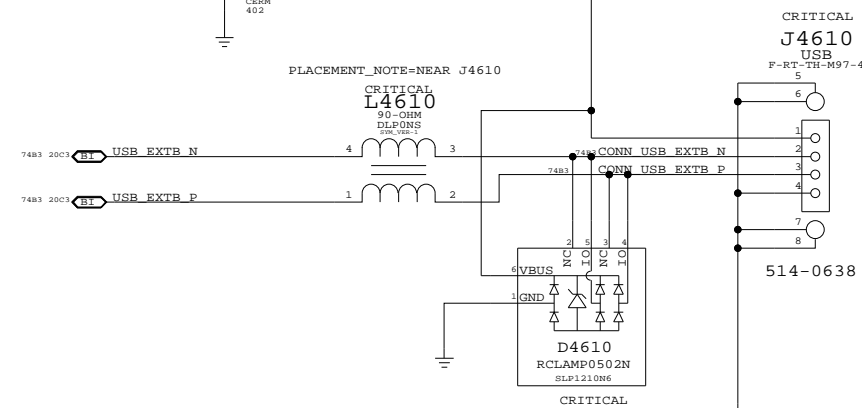 CERM
402
CRITICAL
J4610
USB
F-RT-TH-M97-4
PLACEMENT_NOTE=NEAR J4610
CRITICAL
L4610
90-OHM
DLP0NS
SYM_VER-1
5
6
1
74B3 20C3 BI USB_EXTB_N 4 3 74B3 CONN_USB_EXTB_N 2
74B3 CONN_USB_EXTB_P 3
74B3 20C3 BI USB_EXTB_P 1 2 4
7
8
2 5 3 4
NC IO NC IO
6 VBUS
1 GND
514-0638
D4610
RCLAMP0502N
SLP1210N6
CRITICAL